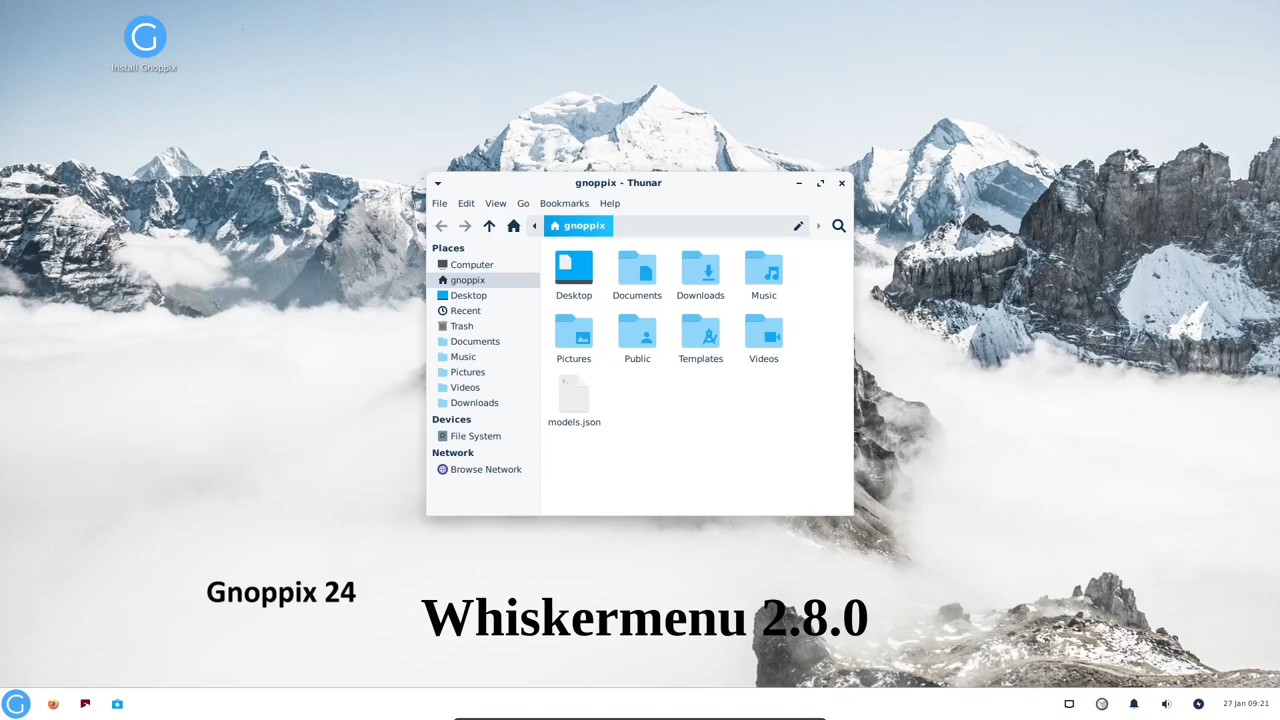 Install Gnoppix
gnoppix - Thunar
File Edit View Go Bookmarks Help
gnoppix
Places
Computer
gnoppix
Desktop
Recent
Trash
Documents
Music
Pictures
Videos
Downloads
Devices
File System
Network
Browse Network
Desktop Documents Downloads Music
Pictures Public Templates Videos
models.json
Gnoppix 24
Whiskermenu 2.8.0
27 Jan 09:21